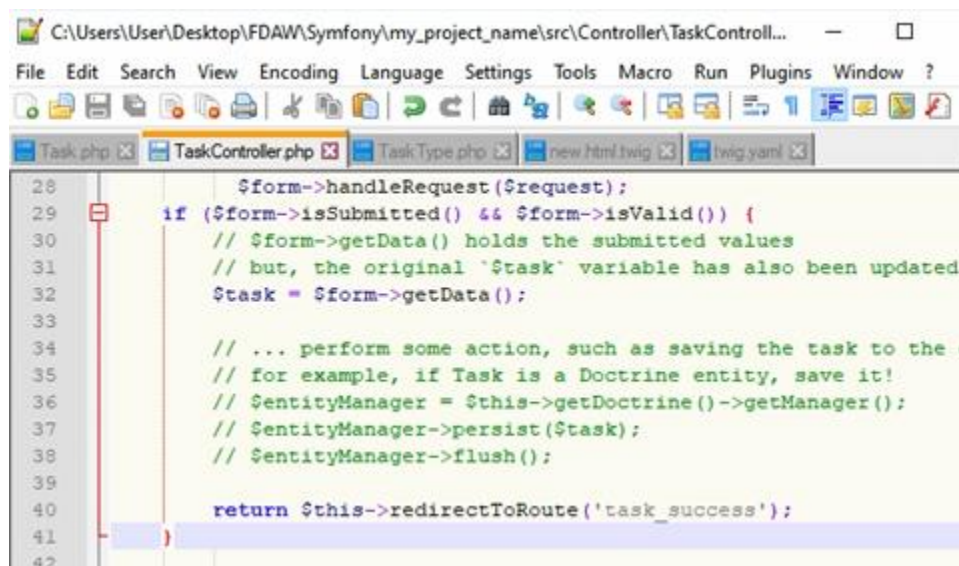 C:\Users\User\Desktop\FDAW\Symfony\my_project_name\src\Controller\TaskControll...
File Edit Search View Encoding Language Settings Tools Macro Run Plugins Window ?
Task.php TaskController.php TaskType.php new.html.twig twig.yaml
28 $form->handleRequest($request);
29 if ($form->isSubmitted() && $form->isValid()) {
30 // $form->getData() holds the submitted values
31 // but, the original `$task` variable has also been updated
32 $task = $form->getData();
33
34 // ... perform some action, such as saving the task to the
35 // for example, if Task is a Doctrine entity, save it!
36 // $entityManager = $this->getDoctrine()->getManager();
37 // $entityManager->persist($task);
38 // $entityManager->flush();
39
40 return $this->redirectToRoute('task_success');
41 }
42